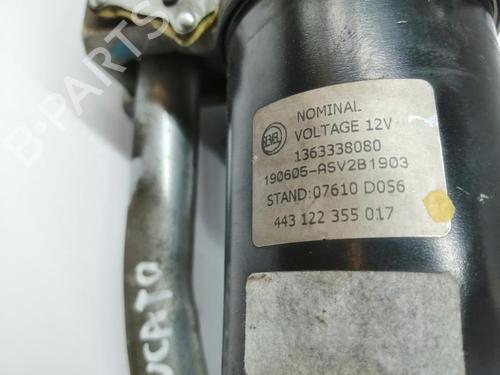 NOMINAL
VOLTAGE 12V
1363338080
190605-ASV2B1903
STAND:07610 D056
443 122 355 017
B-PARTS